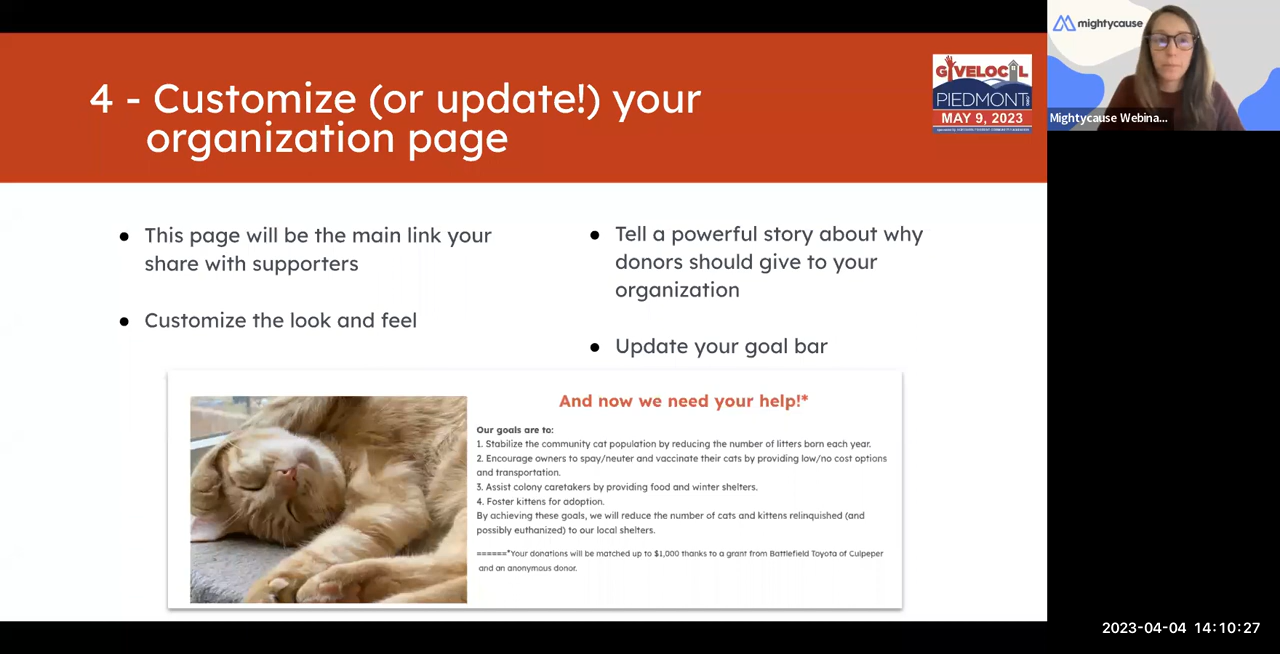 4 - Customize (or update!) your
organization page
GIVELOCAL
PIEDMONT
MAY 9, 2023
mightycause
Mightycause Webina...
● This page will be the main link your
share with supporters
● Customize the look and feel
● Tell a powerful story about why
donors should give to your
organization
● Update your goal bar
And now we need your help!*
Our goals are to:
1. Stabilize the community cat population by reducing the number of litters born each year.
2. Encourage owners to spay/neuter and vaccinate their cats by providing low/no cost options
and transportation.
3. Assist colony caretakers by providing food and winter shelters.
4. Foster kittens for adoption.
By achieving these goals, we will reduce the number of cats and kittens relinquished (and
possibly euthanized) to our local shelters.
======*Your donations will be matched up to $1,000 thanks to a grant from Battlefield Toyota of Culpeper
and an anonymous donor.
2023-04-04 14:10:27